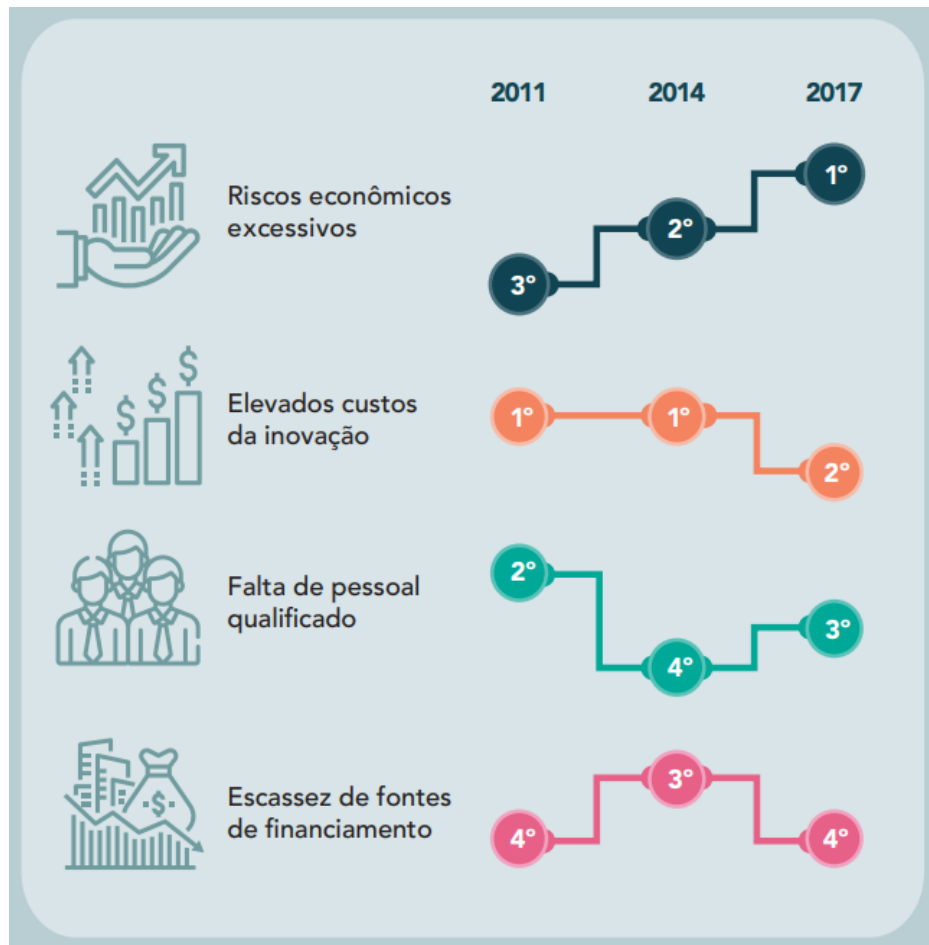 2011 2014 2017
Riscos econômicos
excessivos
3º 2º 1º
Elevados custos
da inovação
1º 1º 2º
Falta de pessoal
qualificado
2º 4º 3º
Escassez de fontes
de financiamento
4º 3º 4º
$ $ $
$